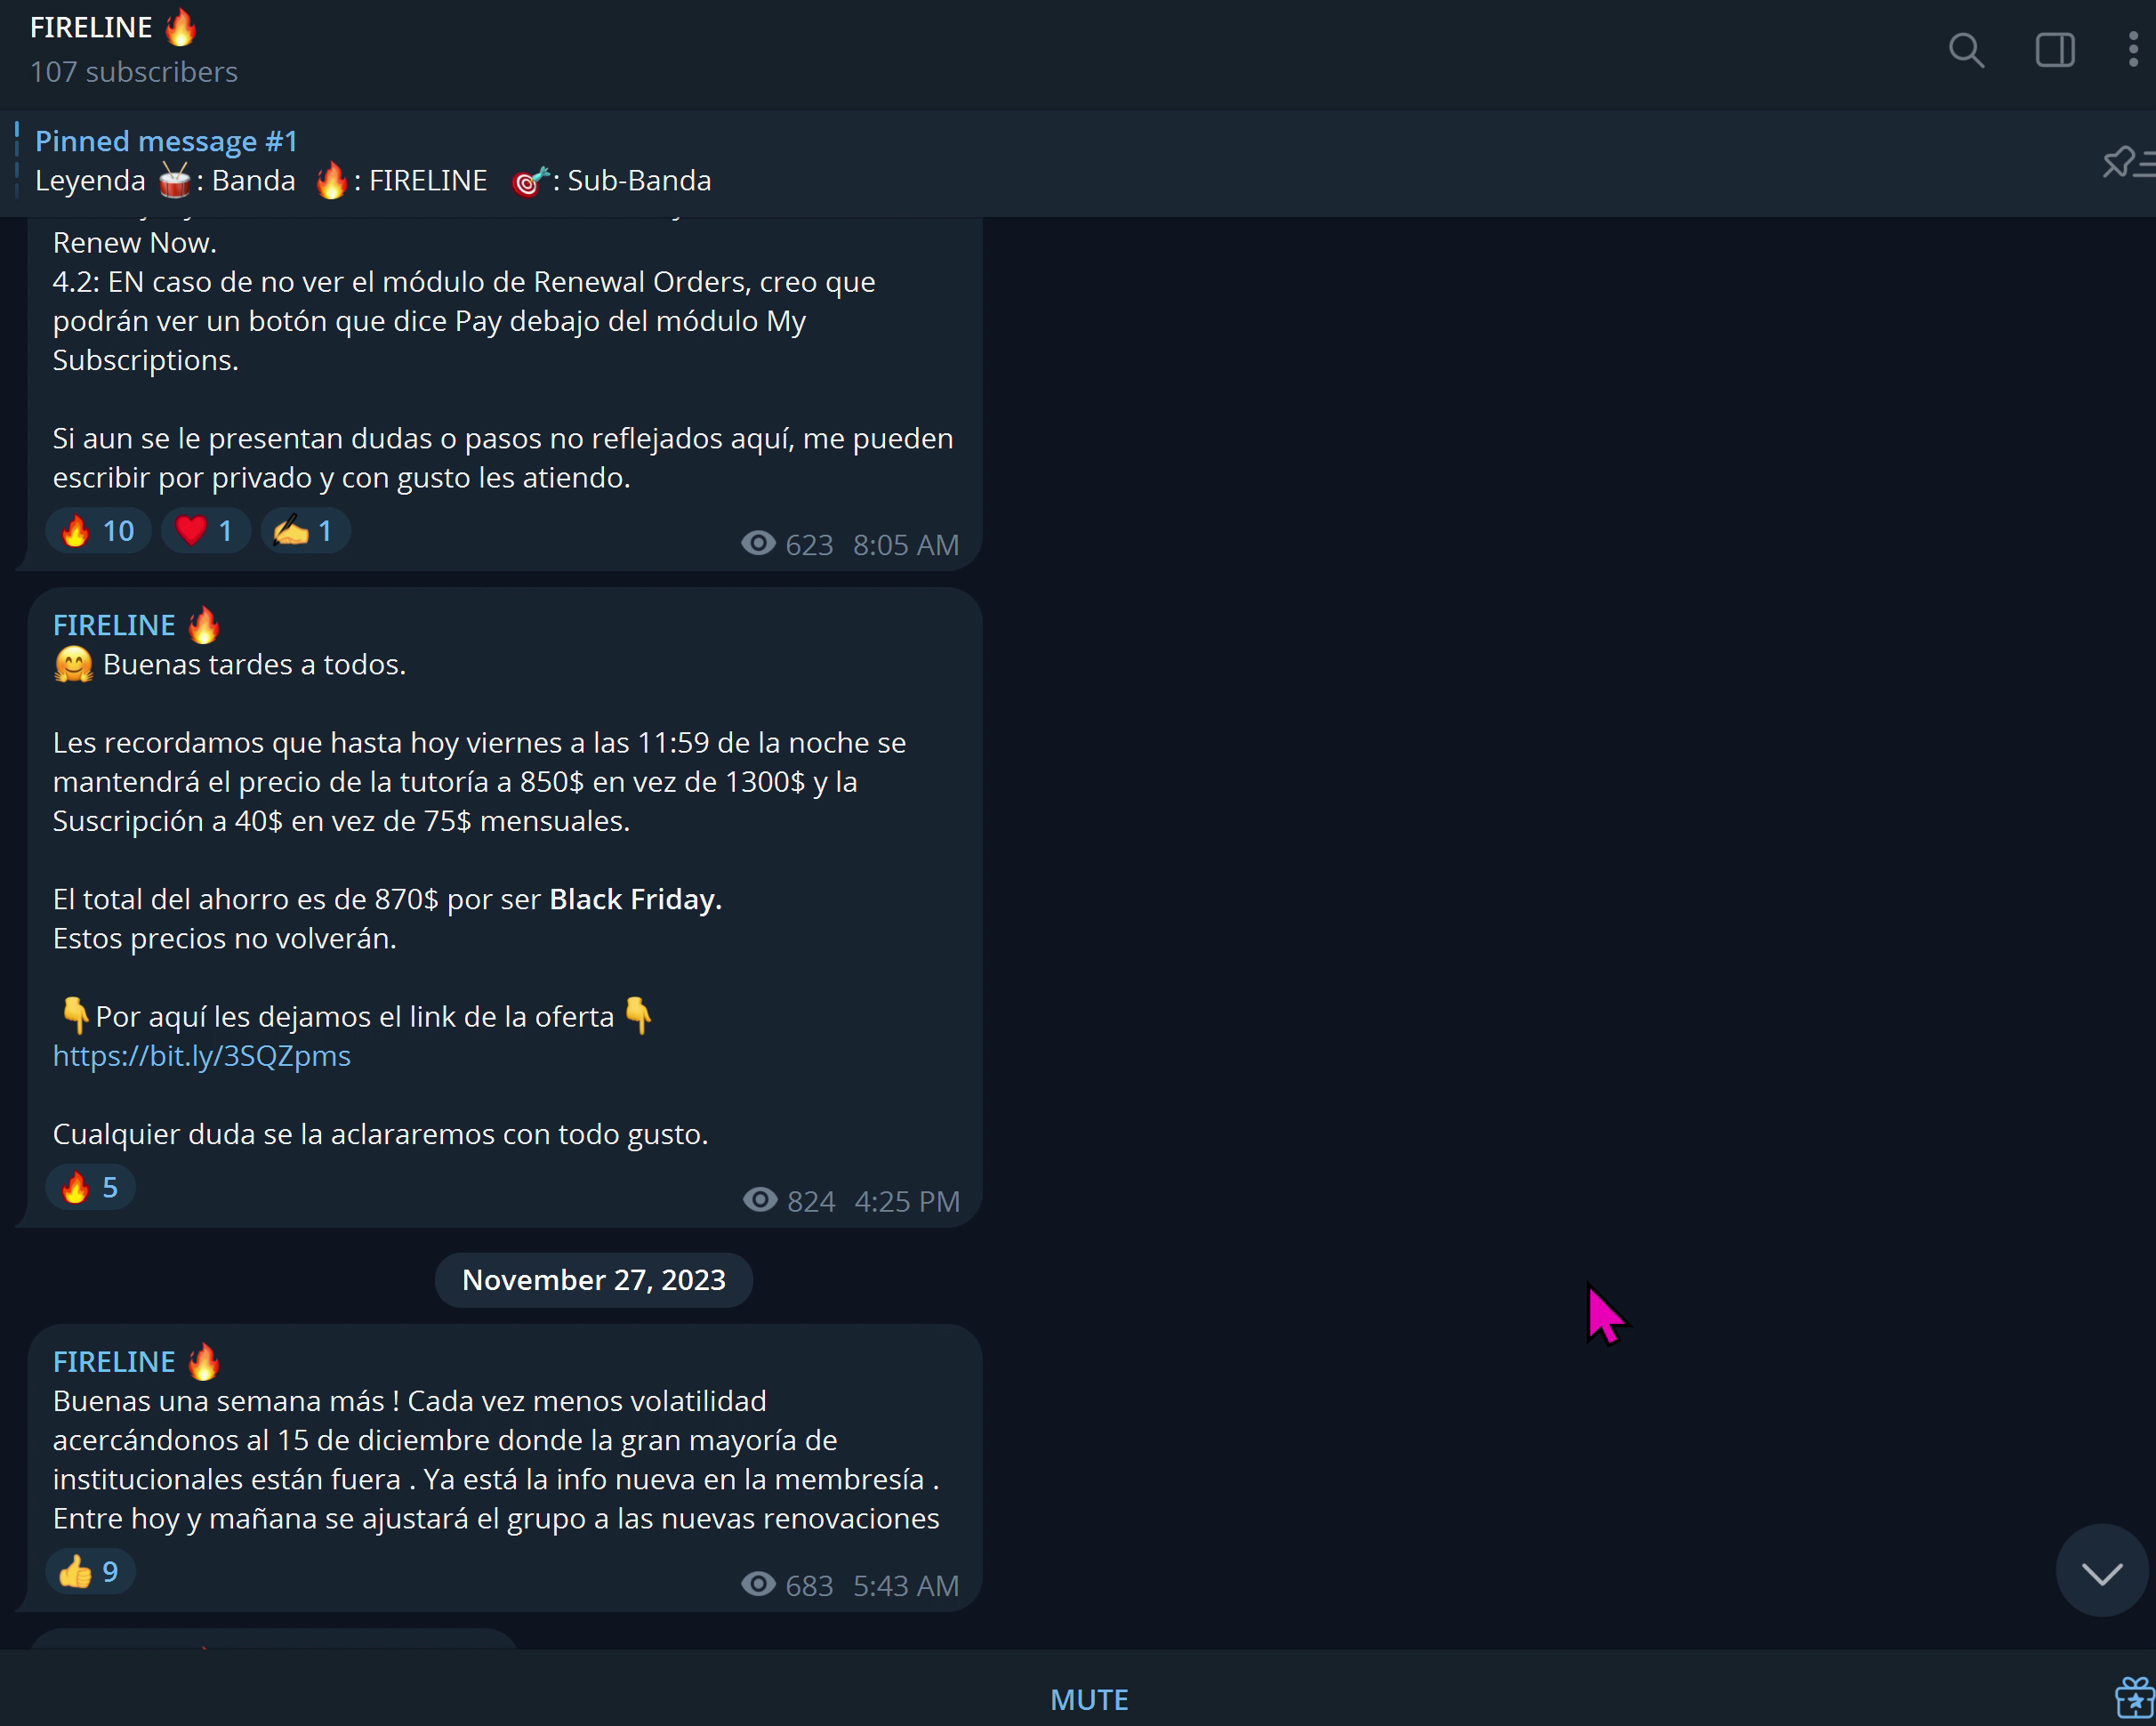 FIRELINE 🔥
107 subscribers
Pinned message #1
Leyenda 🥁: Banda 🔥: FIRELINE 🎯: Sub-Banda
Renew Now.
4.2: EN caso de no ver el módulo de Renewal Orders, creo que
podrán ver un botón que dice Pay debajo del módulo My
Subscriptions.
Si aun se le presentan dudas o pasos no reflejados aquí, me pueden
escribir por privado y con gusto les atiendo.
🔥 10 ❤️ 1 ✍️ 1
623 8:05 AM
FIRELINE 🔥
🤗 Buenas tardes a todos.
Les recordamos que hasta hoy viernes a las 11:59 de la noche se
mantendrá el precio de la tutoría a 850$ en vez de 1300$ y la
Suscripción a 40$ en vez de 75$ mensuales.
El total del ahorro es de 870$ por ser Black Friday.
Estos precios no volverán.
👇Por aquí les dejamos el link de la oferta👇
https://bit.ly/3SQZpms
Cualquier duda se la aclararemos con todo gusto.
🔥 5
824 4:25 PM
November 27, 2023
FIRELINE 🔥
Buenas una semana más ! Cada vez menos volatilidad
acercándonos al 15 de diciembre donde la gran mayoría de
institucionales están fuera . Ya está la info nueva en la membresía .
Entre hoy y mañana se ajustará el grupo a las nuevas renovaciones
👍 9
683 5:43 AM
MUTE